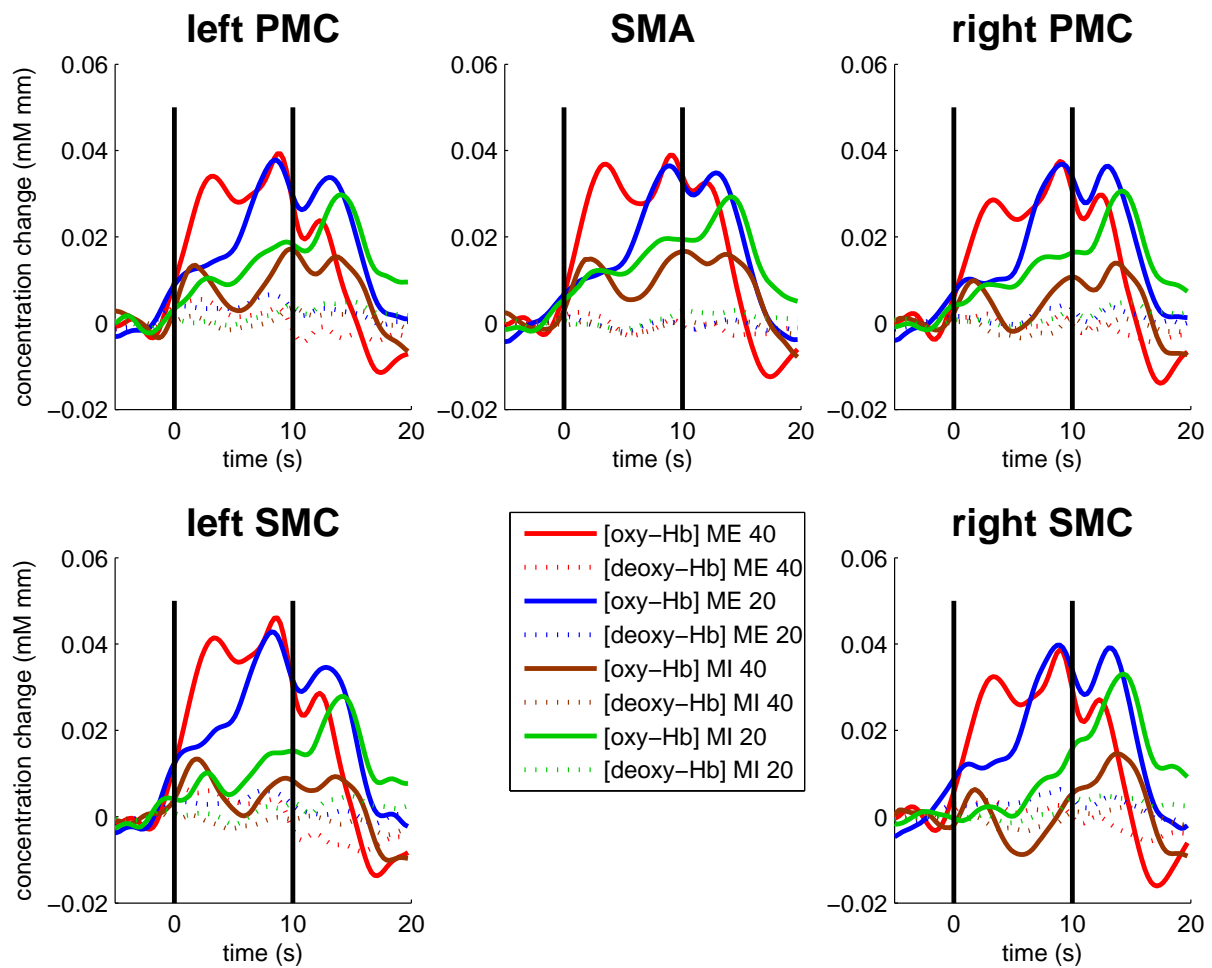 left PMC
SMA
right PMC
concentration change (mM mm)
0.06
0.04
0.02
0
−0.02
0
10
20
time (s)
0.06
0.04
0.02
0
−0.02
0
10
20
time (s)
0.06
0.04
0.02
0
−0.02
0
10
20
time (s)
left SMC
right SMC
concentration change (mM mm)
0.06
0.04
0.02
0
−0.02
0
10
20
time (s)
[oxy−Hb] ME 40
[deoxy−Hb] ME 40
[oxy−Hb] ME 20
[deoxy−Hb] ME 20
[oxy−Hb] MI 40
[deoxy−Hb] MI 40
[oxy−Hb] MI 20
[deoxy−Hb] MI 20
0.06
0.04
0.02
0
−0.02
0
10
20
time (s)